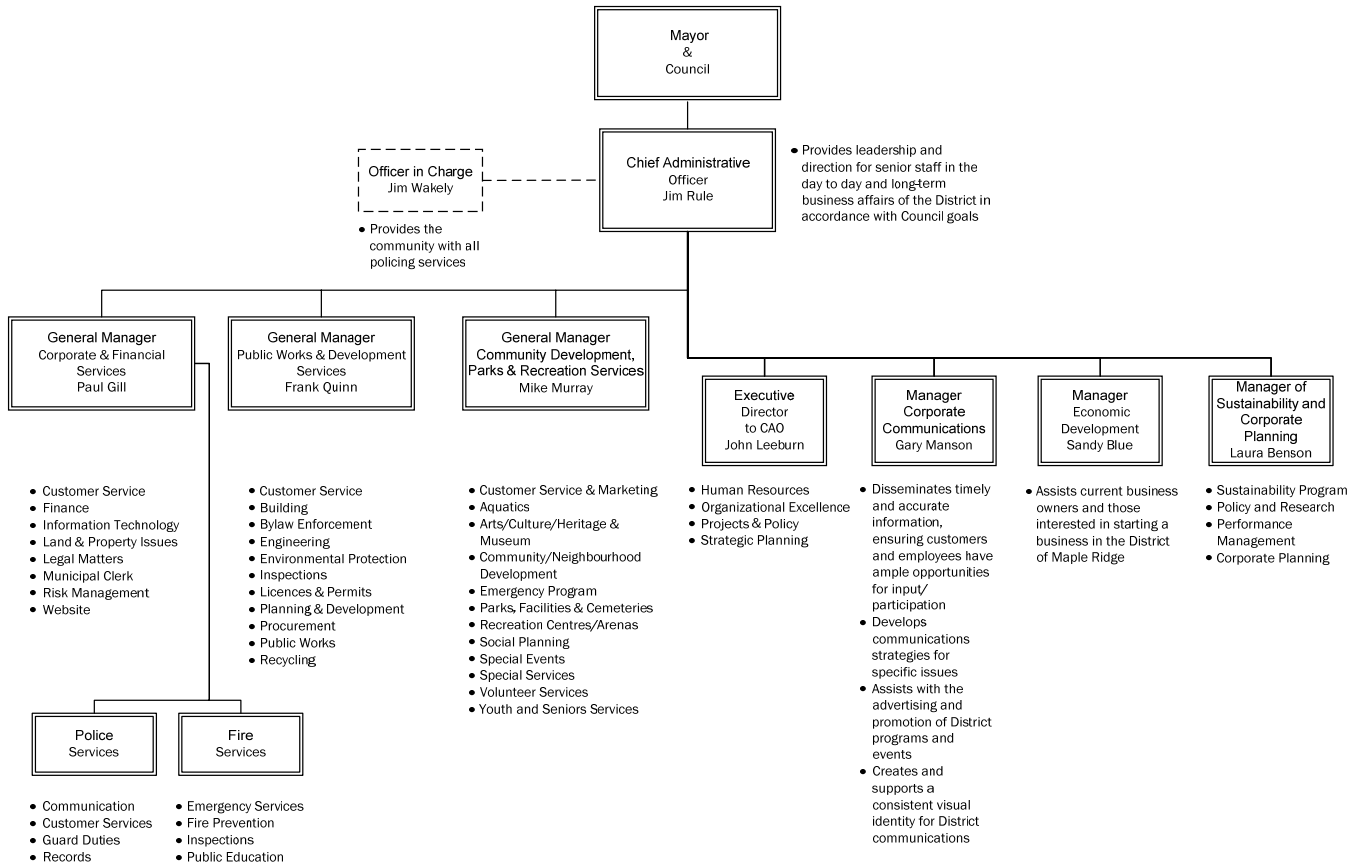 Mayor
&
Council
Chief Administrative
Officer
Jim Rule
• Provides leadership and
direction for senior staff in the
day to day and long-term
business affairs of the District in
accordance with Council goals
Officer in Charge
Jim Wakely
• Provides the
community with all
policing services
General Manager
Corporate & Financial
Services
Paul Gill
General Manager
Public Works & Development
Services
Frank Quinn
General Manager
Community Development,
Parks & Recreation Services
Mike Murray
Executive
Director
to CAO
John Leeburn
Manager
Corporate
Communications
Gary Manson
Manager
Economic
Development
Sandy Blue
Manager of
Sustainability and
Corporate
Planning
Laura Benson
• Customer Service
• Finance
• Information Technology
• Land & Property Issues
• Legal Matters
• Municipal Clerk
• Risk Management
• Website
• Customer Service
• Building
• Bylaw Enforcement
• Engineering
• Environmental Protection
• Inspections
• Licences & Permits
• Planning & Development
• Procurement
• Public Works
• Recycling
• Customer Service & Marketing
• Aquatics
• Arts/Culture/Heritage &
Museum
• Community/Neighbourhood
Development
• Emergency Program
• Parks, Facilities & Cemeteries
• Recreation Centres/Arenas
• Social Planning
• Special Events
• Special Services
• Volunteer Services
• Youth and Seniors Services
• Human Resources
• Organizational Excellence
• Projects & Policy
• Strategic Planning
• Disseminates timely
and accurate
information,
ensuring customers
and employees have
ample opportunities
for input/
participation
• Develops
communications
strategies for
specific issues
• Assists with the
advertising and
promotion of District
programs and
events
• Creates and
supports a
consistent visual
identity for District
communications
• Assists current business
owners and those
interested in starting a
business in the District
of Maple Ridge
• Sustainability Program
• Policy and Research
• Performance
Management
• Corporate Planning
Police
Services
Fire
Services
• Communication
• Customer Services
• Guard Duties
• Records
• Emergency Services
• Fire Prevention
• Inspections
• Public Education